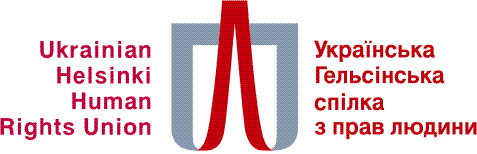 Ukrainian
Helsinki
Human
Rights Union
Українська
Гельсінська
спілка
з прав людини